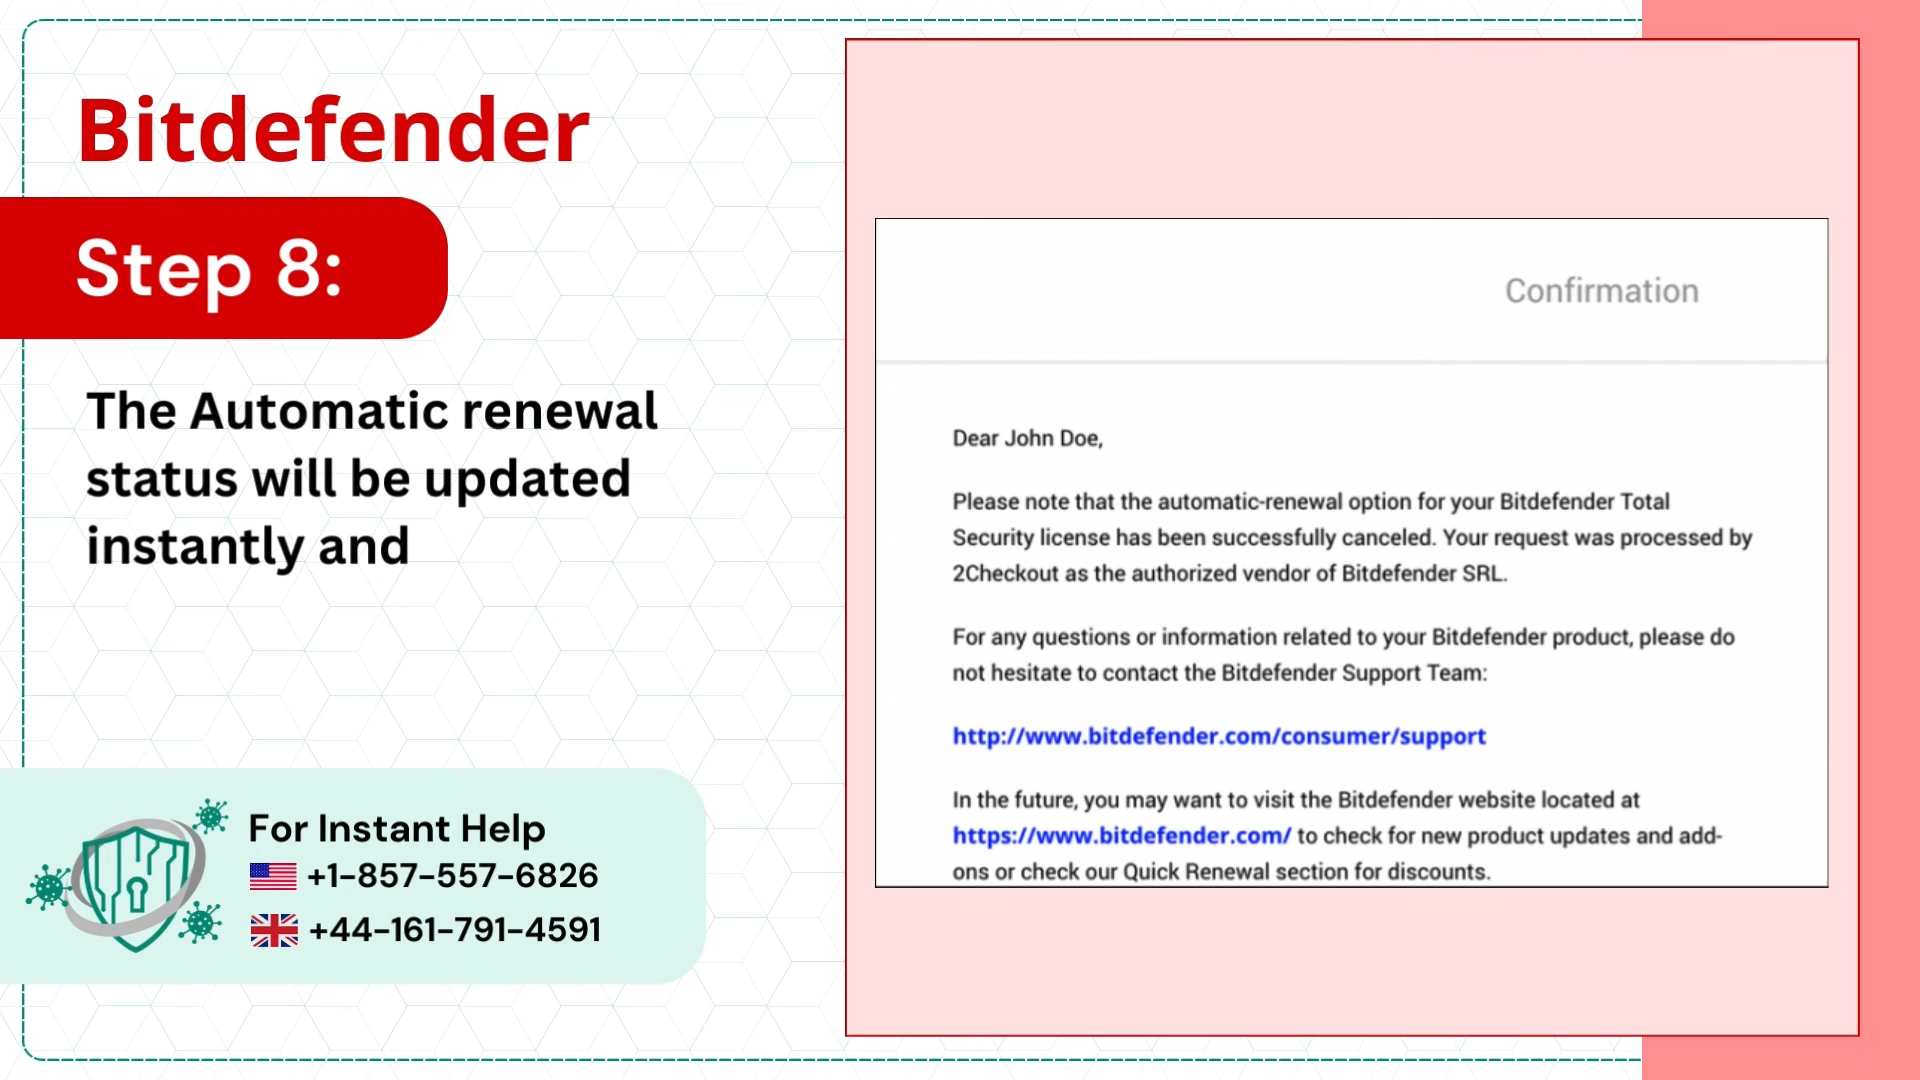 Bitdefender
Step 8:
The Automatic renewal
status will be updated
instantly and
For Instant Help
+1-857-557-6826
+44-161-791-4591
Confirmation
Dear John Doe,
Please note that the automatic-renewal option for your Bitdefender Total
Security license has been successfully canceled. Your request was processed by
2Checkout as the authorized vendor of Bitdefender SRL.
For any questions or information related to your Bitdefender product, please do
not hesitate to contact the Bitdefender Support Team:
http://www.bitdefender.com/consumer/support
In the future, you may want to visit the Bitdefender website located at
https://www.bitdefender.com/ to check for new product updates and add-
ons or check our Quick Renewal section for discounts.